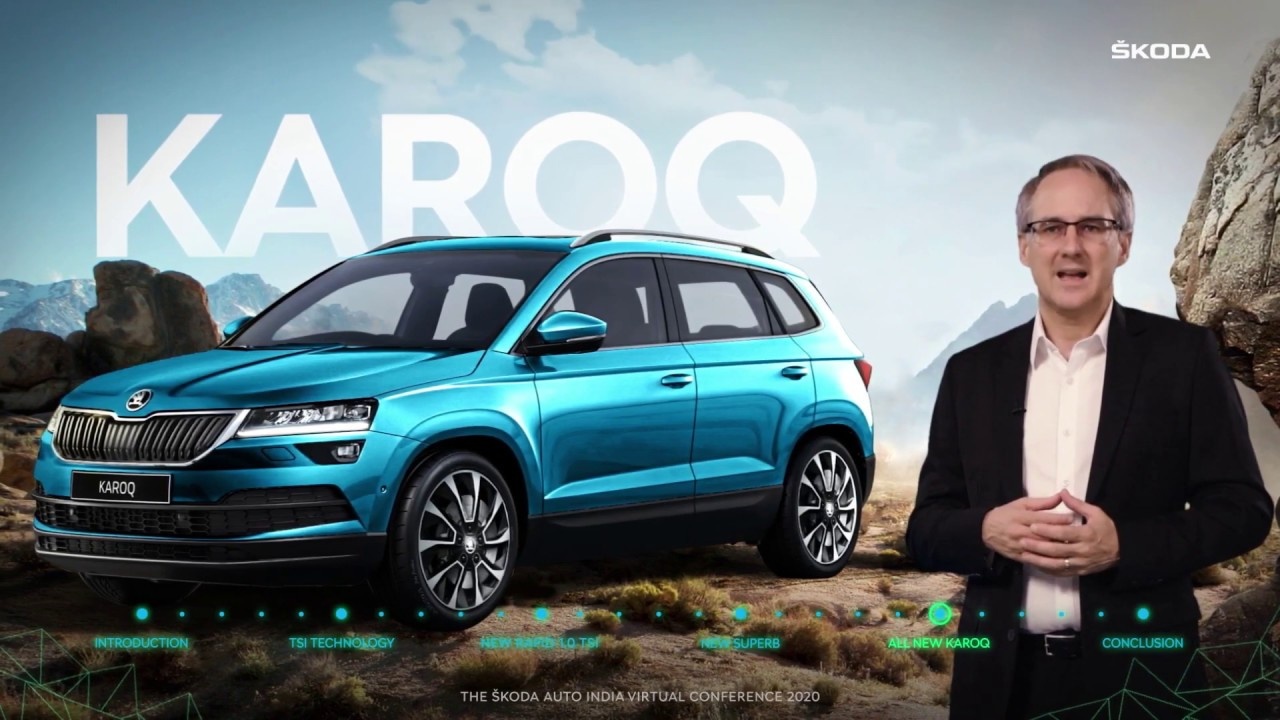 ŠKODA
KAROQ
KAROQ
INTRODUCTION
TSI TECHNOLOGY
NEW RAPID 1.0 TSI
NEW SUPERB
ALL NEW KAROQ
CONCLUSION
THE ŠKODA AUTO INDIA VIRTUAL CONFERENCE 2020